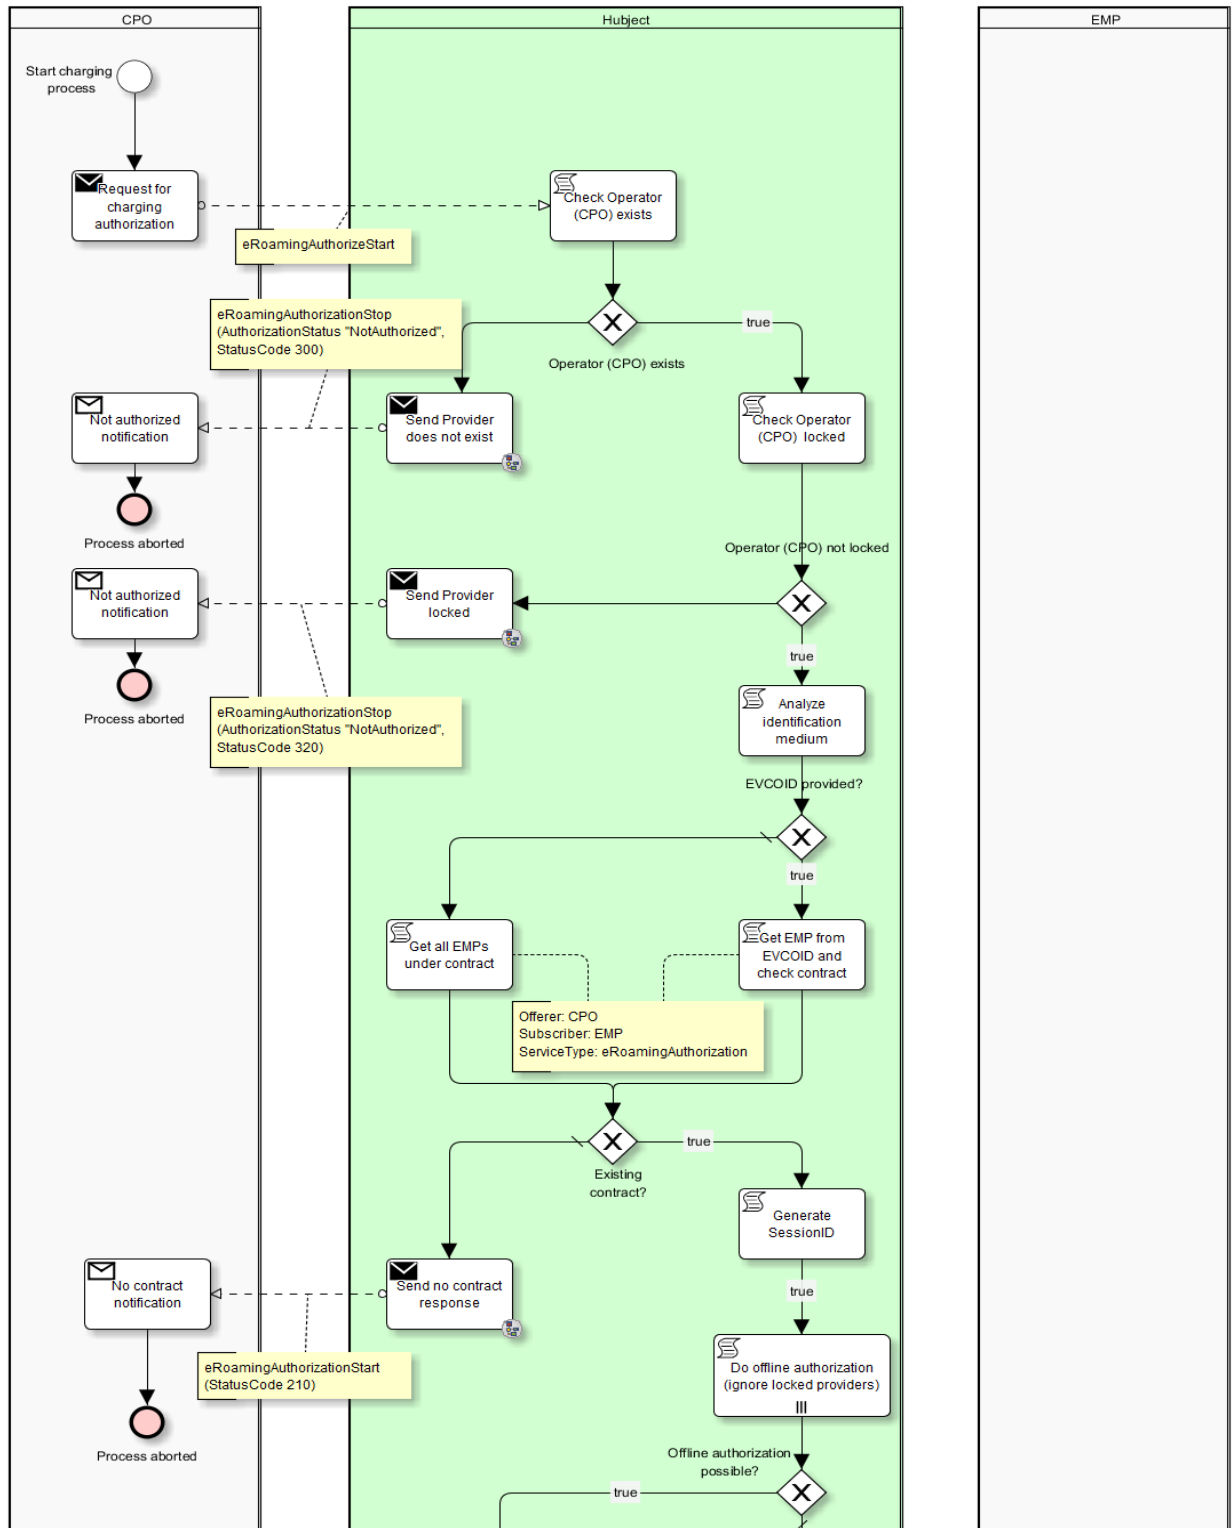 CPO
Hubject
EMP
Start charging
process
Request for
charging
authorization
Check Operator
(CPO) exists
eRoamingAuthorizeStart
eRoamingAuthorizationStop
(AuthorizationStatus "NotAuthorized",
StatusCode 300)
true
Operator (CPO) exists
Not authorized
notification
Send Provider
does not exist
Check Operator
(CPO) locked
Process aborted
Operator (CPO) not locked
Not authorized
notification
Send Provider
locked
true
Process aborted
eRoamingAuthorizationStop
(AuthorizationStatus "NotAuthorized",
StatusCode 320)
Analyze
identification
medium
EVCOID provided?
true
Get all EMPs
under contract
Get EMP from
EVCOID and
check contract
Offerer: CPO
Subscriber: EMP
ServiceType: eRoamingAuthorization
true
Existing
contract?
Generate
SessionID
No contract
notification
Send no contract
response
true
eRoamingAuthorizationStart
(StatusCode 210)
Do offline authorization
(ignore locked providers)
Process aborted
Offline authorization
possible?
true